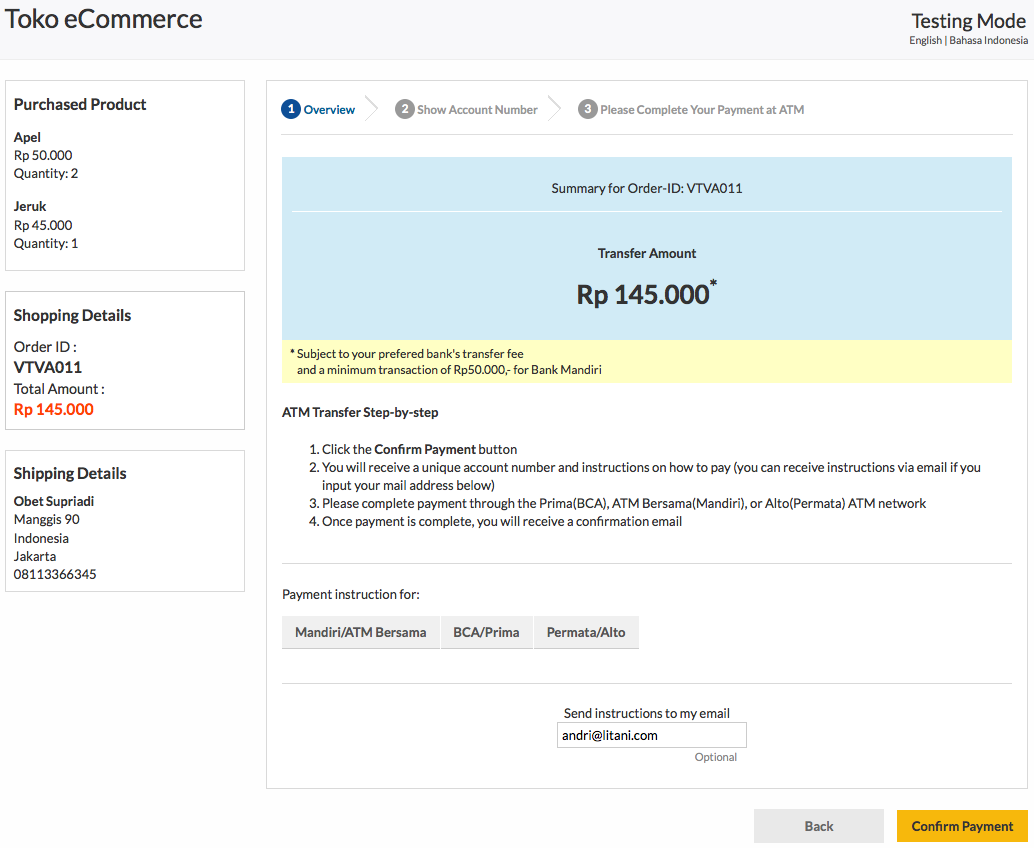 Toko eCommerce
Testing Mode
English | Bahasa Indonesia
Purchased Product
Apel
Rp 50.000
Quantity: 2
Jeruk
Rp 45.000
Quantity: 1
Shopping Details
Order ID :
VTVA011
Total Amount :
Rp 145.000
Shipping Details
Obet Supriadi
Manggis 90
Indonesia
Jakarta
08113366345
1 Overview
2 Show Account Number
3 Please Complete Your Payment at ATM
Summary for Order-ID: VTVA011
Transfer Amount
Rp 145.000*
* Subject to your prefered bank's transfer fee
and a minimum transaction of Rp50.000,- for Bank Mandiri
ATM Transfer Step-by-step
1. Click the Confirm Payment button
2. You will receive a unique account number and instructions on how to pay (you can receive instructions via email if you
input your mail address below)
3. Please complete payment through the Prima(BCA), ATM Bersama(Mandiri), or Alto(Permata) ATM network
4. Once payment is complete, you will receive a confirmation email
Payment instruction for:
Mandiri/ATM Bersama
BCA/Prima
Permata/Alto
Send instructions to my email
andri@litani.com
Optional
Back
Confirm Payment